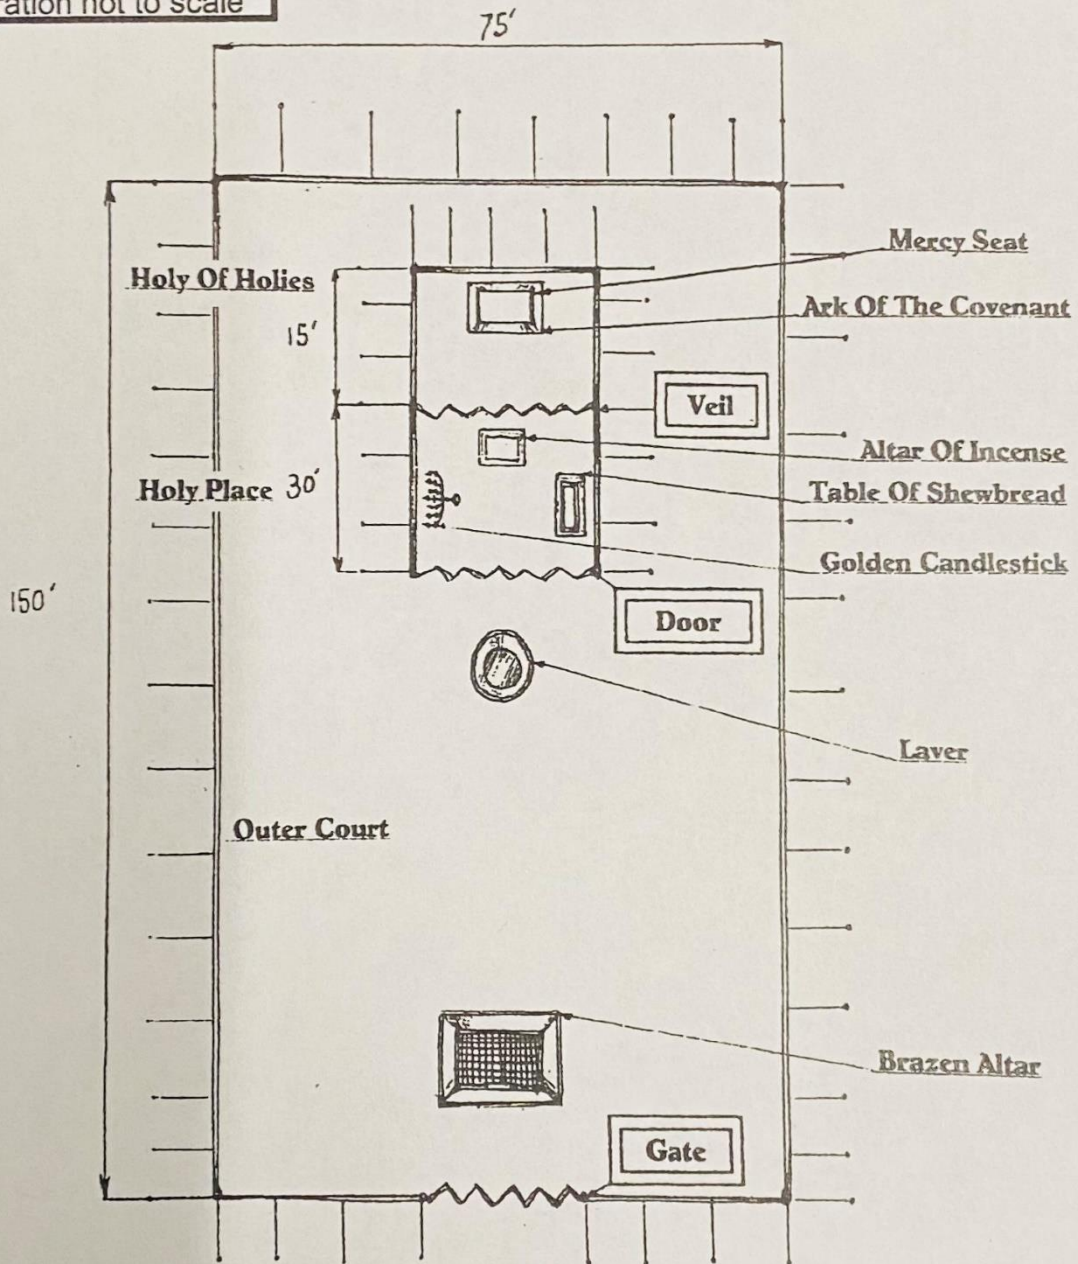 ration not to scale
75'
Mercy Seat
Holy Of Holies
Ark Of The Covenant
15'
Veil
Altar Of Incense
Holy Place 30'
Table Of Shewbread
Golden Candlestick
150'
Door
Laver
Outer Court
Brazen Altar
Gate